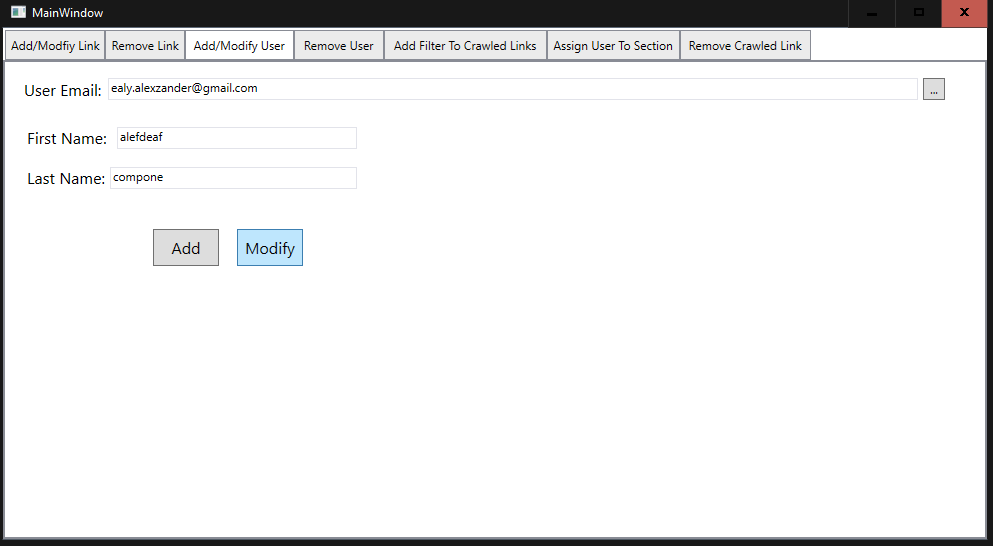 MainWindow
Add/Modfiy Link Remove Link Add/Modify User Remove User Add Filter To Crawled Links Assign User To Section Remove Crawled Link
User Email: ealy.alexzander@gmail.com ...
First Name: alefdeaf
Last Name: compone
Add Modify